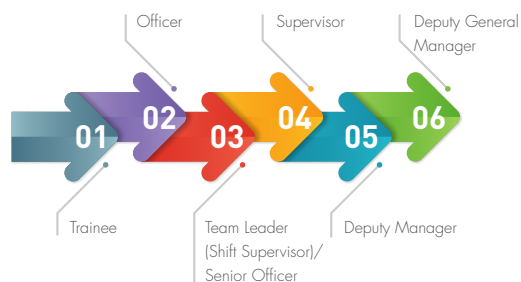 Officer
Supervisor
Deputy General
Manager
01
02
03
04
05
06
Trainee
Team Leader
(Shift Supervisor)/
Senior Officer
Deputy Manager